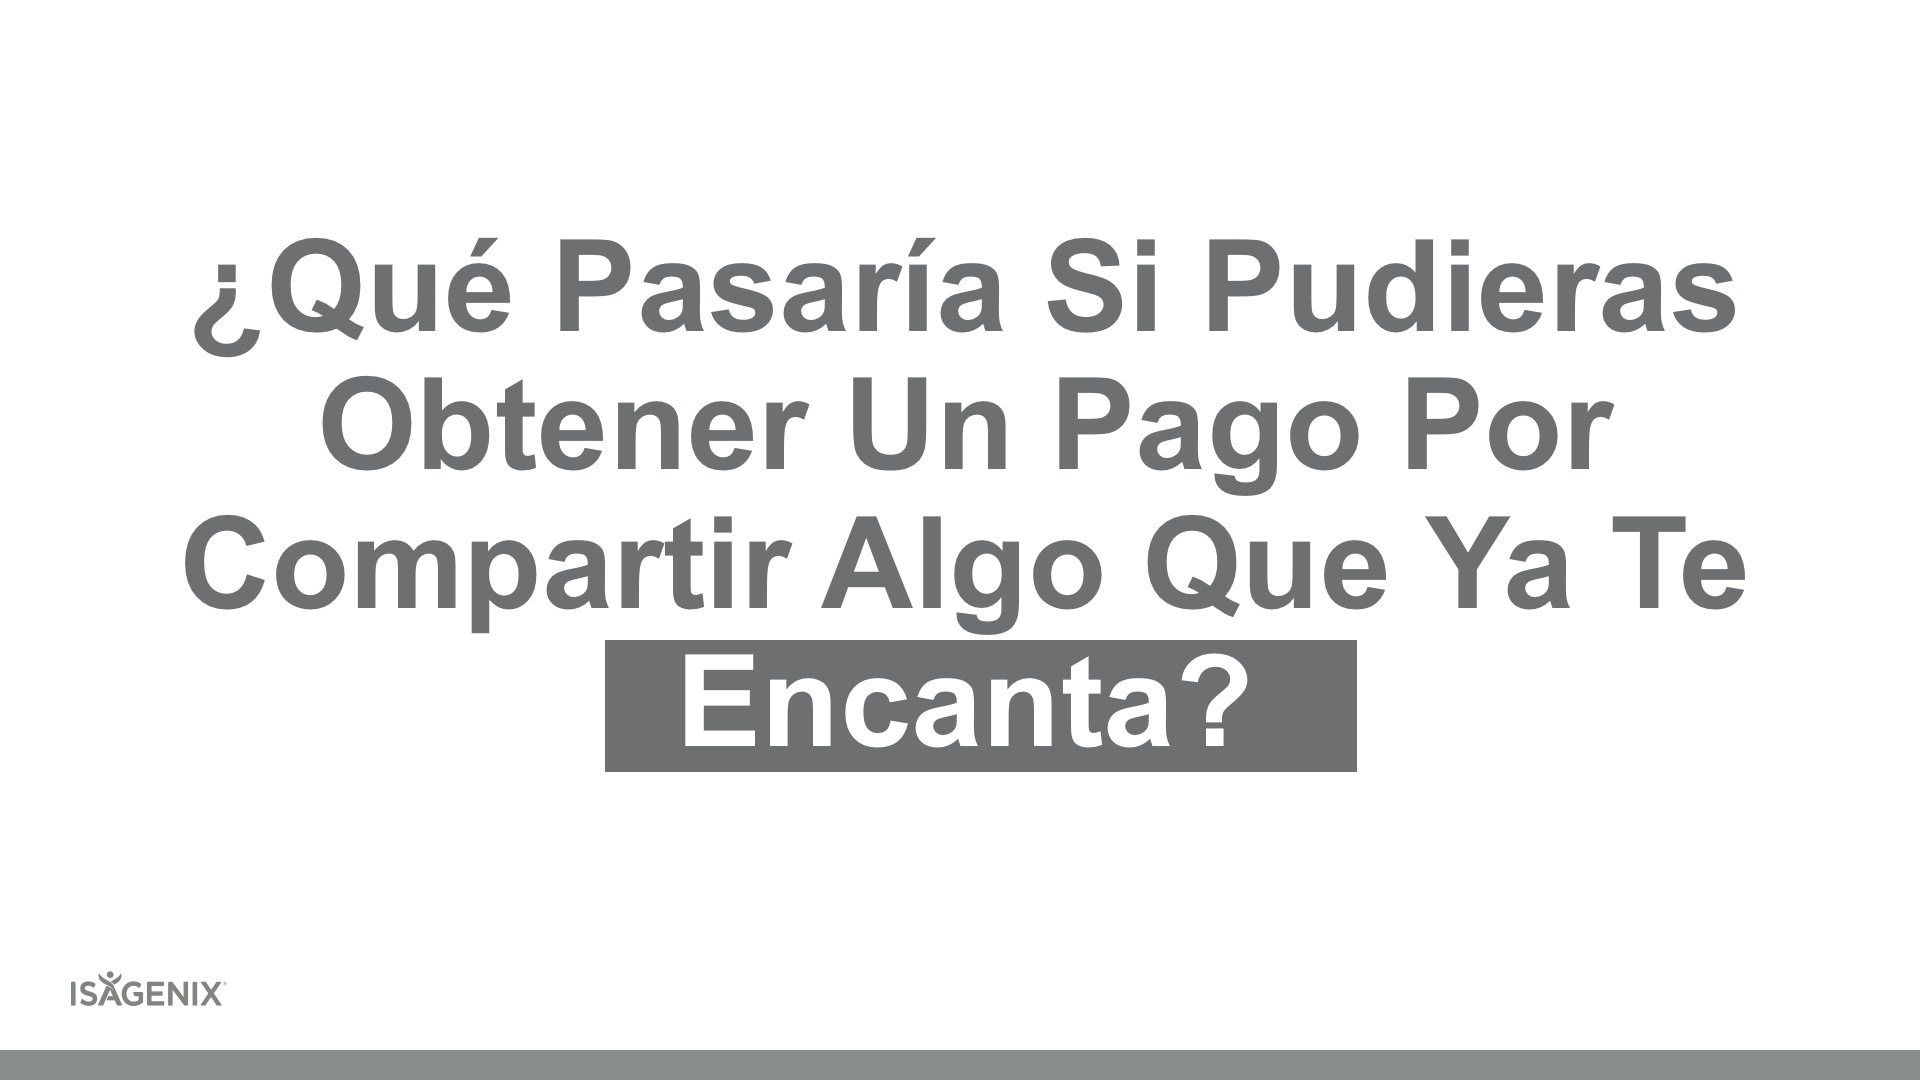 ¿Qué Pasaría Si Pudieras
Obtener Un Pago Por
Compartir Algo Que Ya Te
Encanta?
ISAGENIX